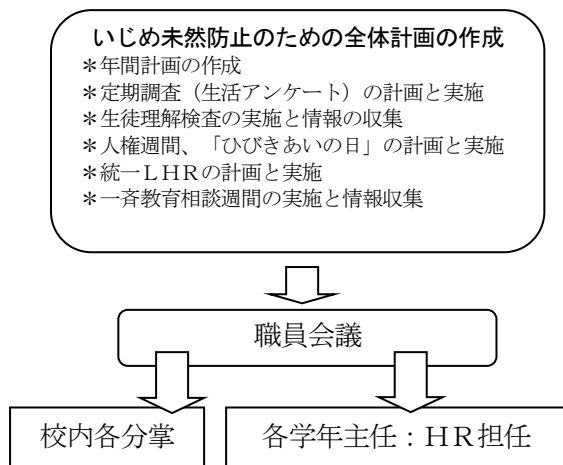 いじめ未然防止のための全体計画の作成
＊年間計画の作成
＊定期調査（生活アンケート）の計画と実施
＊生徒理解検査の実施と情報の収集
＊人権週間、「ひびきあいの日」の計画と実施
＊統一ＬＨＲの計画と実施
＊一斉教育相談週間の実施と情報収集
職員会議
校内各分掌
各学年主任：ＨＲ担任